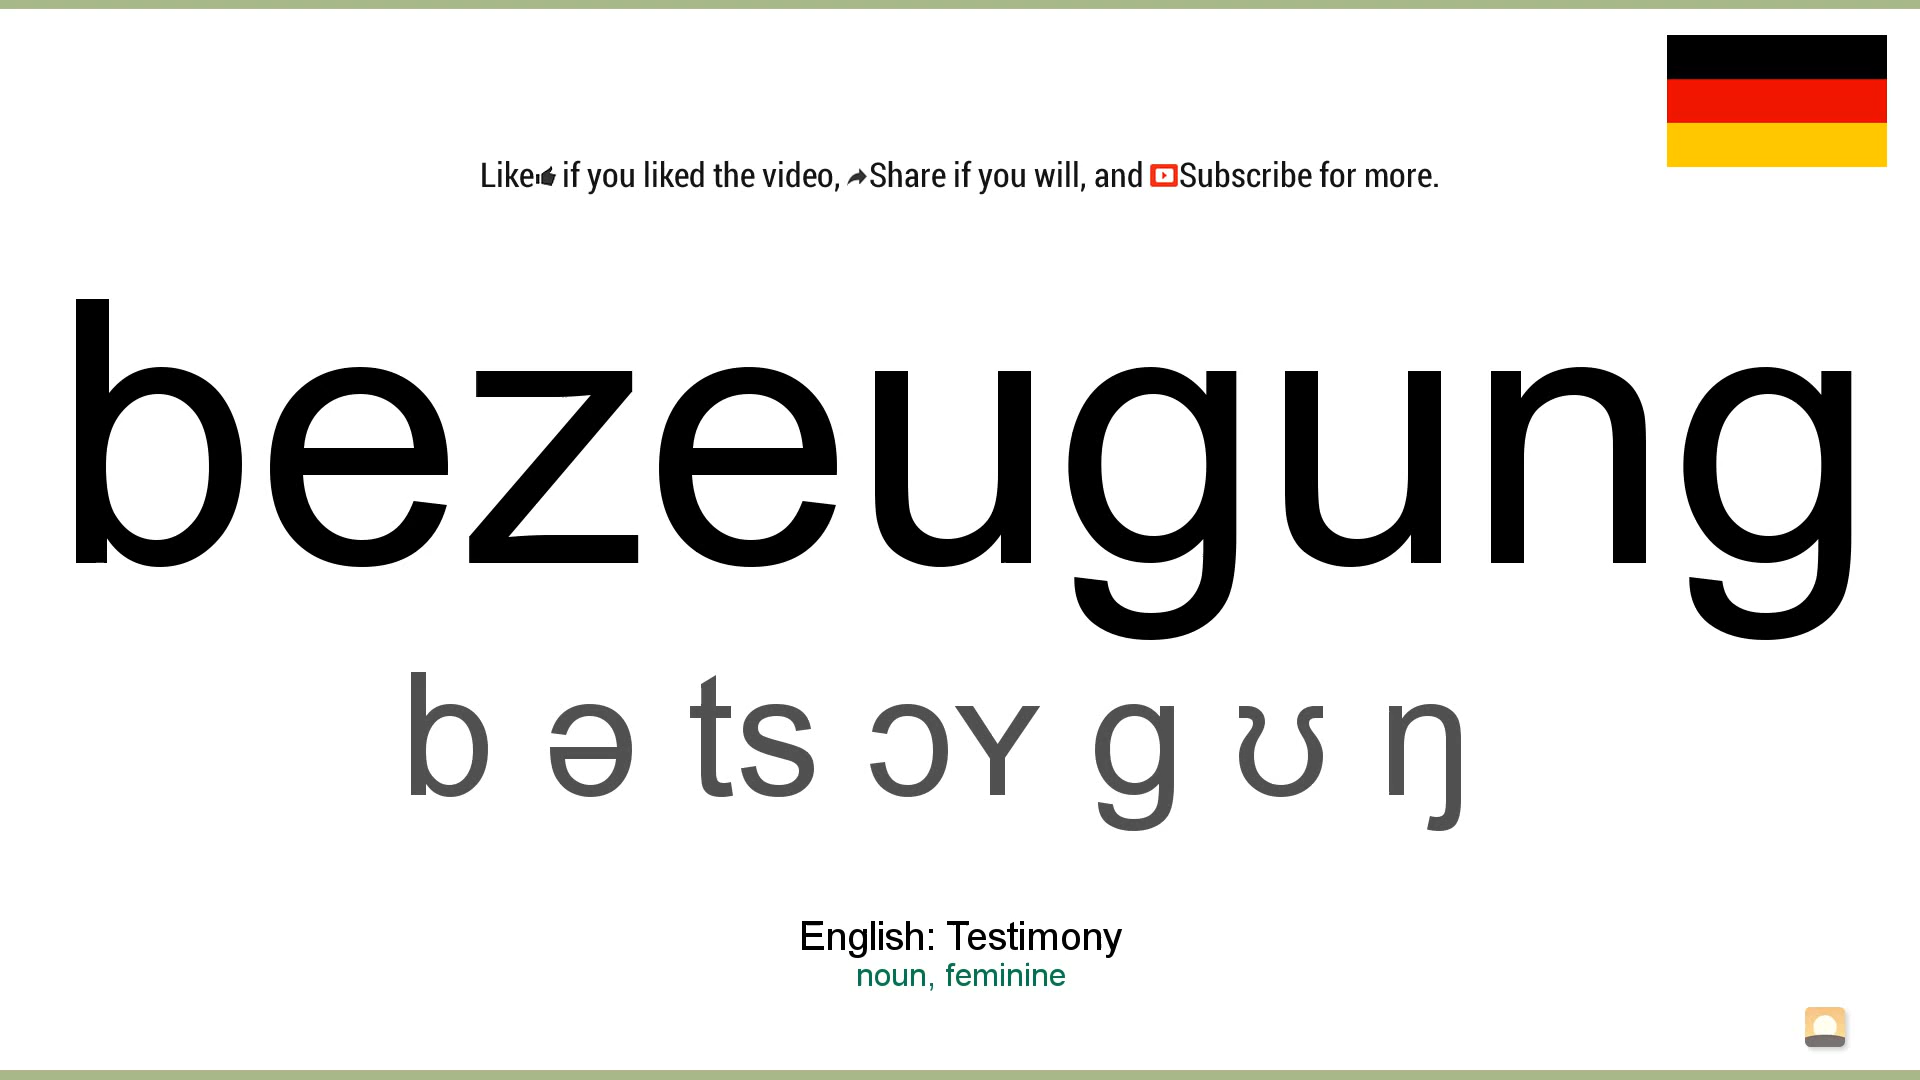 Like if you liked the video, Share if you will, and Subscribe for more.
bezeugung
b ə ts ɔʏ g ʊ ŋ
English: Testimony
noun, feminine